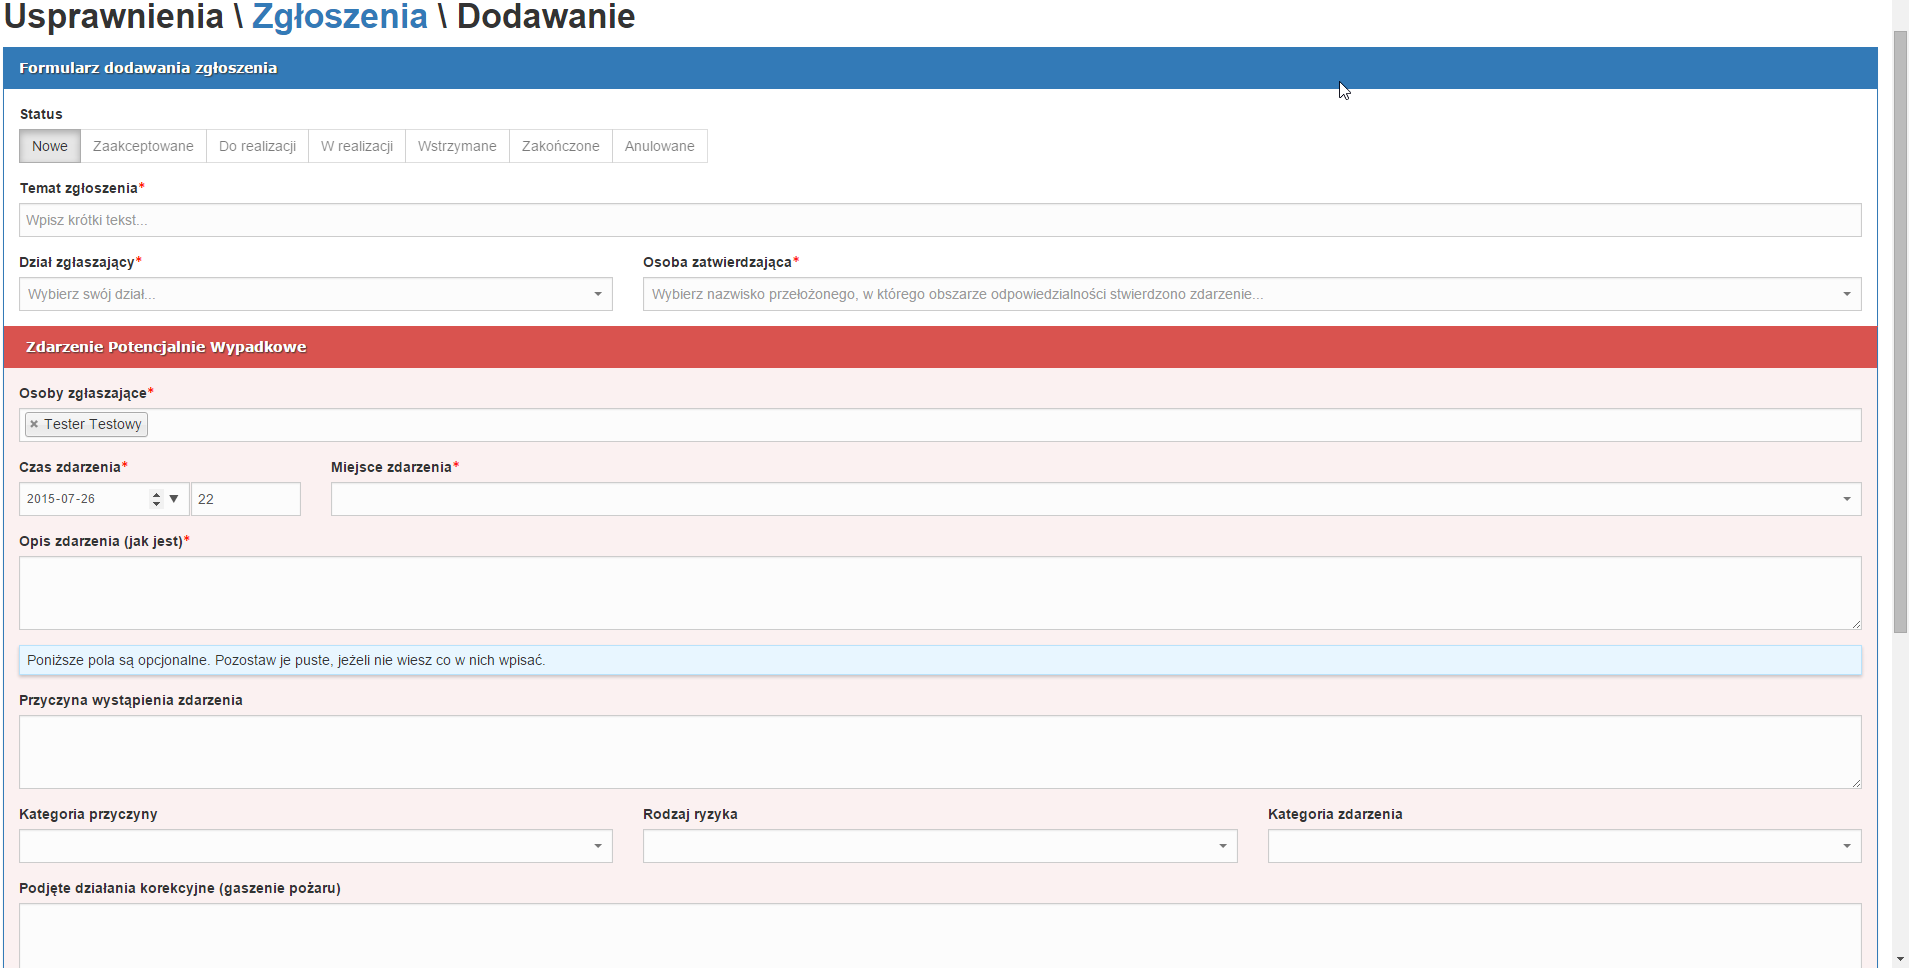 Usprawnienia \ Zgłoszenia \ Dodawanie
Formularz dodawania zgłoszenia
Status
Nowe Zaakceptowane Do realizacji W realizacji Wstrzymane Zakończone Anulowane
Temat zgłoszenia*
Wpisz krótki tekst...
Dział zgłaszający* Osoba zatwierdzająca*
Wybierz swój dział... Wybierz nazwisko przełożonego, w którego obszarze odpowiedzialności stwierdzono zdarzenie...
Zdarzenie Potencjalnie Wypadkowe
Osoby zgłaszające*
× Tester Testowy
Czas zdarzenia* Miejsce zdarzenia*
2015-07-26 22
Opis zdarzenia (jak jest)*
Poniższe pola są opcjonalne. Pozostaw je puste, jeżeli nie wiesz co w nich wpisać.
Przyczyna wystąpienia zdarzenia
Kategoria przyczyny Rodzaj ryzyka Kategoria zdarzenia
Podjęte działania korekcyjne (gaszenie pożaru)